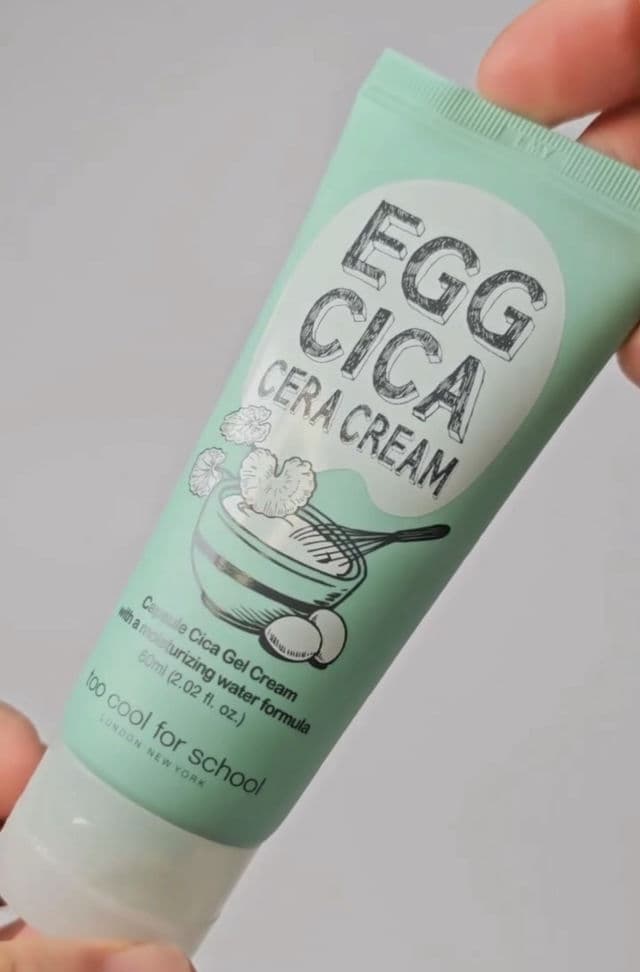 EGG
CICA
CERA CREAM
Capsule Cica Gel Cream
with a moisturizing water formula
60ml (2.02 fl. oz.)
too cool for school
LONDON NEW YORK